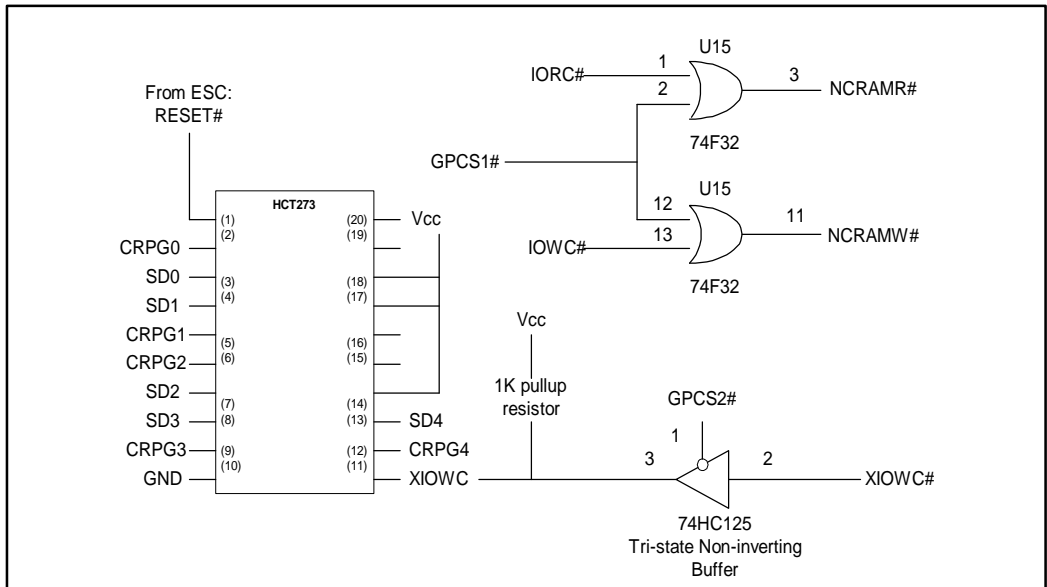 U15
IORC#
1
2
3
NCRAMR#
74F32
From ESC:
RESET#
GPCS1#
U15
12
13
11
IOWC#
NCRAMW#
74F32
HCT273
(1)
(2)
(3)
(4)
(5)
(6)
(7)
(8)
(9)
(10)
(20)
(19)
(18)
(17)
(16)
(15)
(14)
(13)
(12)
(11)
CRPG0
SD0
SD1
CRPG1
CRPG2
SD2
SD3
CRPG3
GND
Vcc
SD4
CRPG4
XIOWC
Vcc
1K pullup
resistor
GPCS2#
1
3
2
XIOWC#
74HC125
Tri-state Non-inverting
Buffer